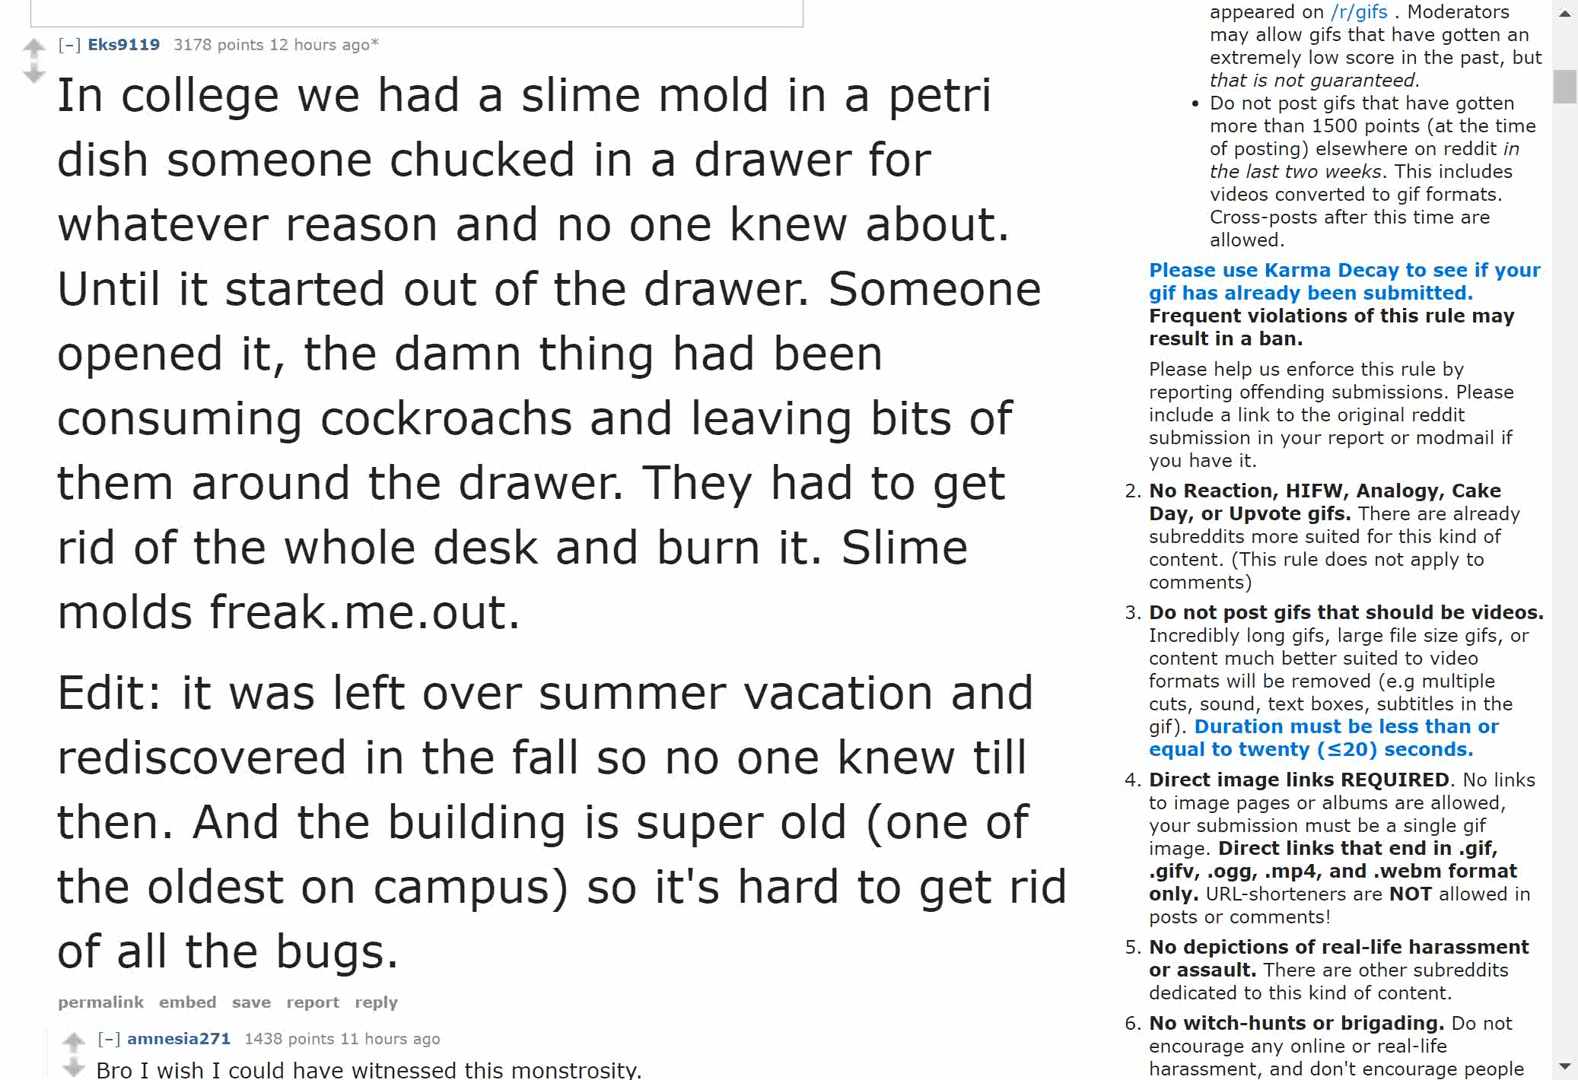 [–] Eks9119 3178 points 12 hours ago*
In college we had a slime mold in a petri
dish someone chucked in a drawer for
whatever reason and no one knew about.
Until it started out of the drawer. Someone
opened it, the damn thing had been
consuming cockroachs and leaving bits of
them around the drawer. They had to get
rid of the whole desk and burn it. Slime
molds freak.me.out.
Edit: it was left over summer vacation and
rediscovered in the fall so no one knew till
then. And the building is super old (one of
the oldest on campus) so it's hard to get rid
of all the bugs.
permalink embed save report reply
[–] amnesia271 1438 points 11 hours ago
Bro I wish I could have witnessed this monstrosity.
appeared on /r/gifs . Moderators
may allow gifs that have gotten an
extremely low score in the past, but
that is not guaranteed.
• Do not post gifs that have gotten
more than 1500 points (at the time
of posting) elsewhere on reddit in
the last two weeks. This includes
videos converted to gif formats.
Cross-posts after this time are
allowed.
Please use Karma Decay to see if your
gif has already been submitted.
Frequent violations of this rule may
result in a ban.
Please help us enforce this rule by
reporting offending submissions. Please
include a link to the original reddit
submission in your report or modmail if
you have it.
2. No Reaction, HIFW, Analogy, Cake
Day, or Upvote gifs. There are already
subreddits more suited for this kind of
content. (This rule does not apply to
comments)
3. Do not post gifs that should be videos.
Incredibly long gifs, large file size gifs, or
content much better suited to video
formats will be removed (e.g multiple
cuts, sound, text boxes, subtitles in the
gif). Duration must be less than or
equal to twenty (≤20) seconds.
4. Direct image links REQUIRED. No links
to image pages or albums are allowed,
your submission must be a single gif
image. Direct links that end in .gif,
.gifv, .ogg, .mp4, and .webm format
only. URL-shorteners are NOT allowed in
posts or comments!
5. No depictions of real-life harassment
or assault. There are other subreddits
dedicated to this kind of content.
6. No witch-hunts or brigading. Do not
encourage any online or real-life
harassment, and don't encourage people